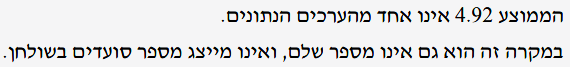 הממוצע 4.92 אינו אחד מהערכים הנתונים.
במקרה זה הוא גם אינו מספר שלם, ואינו מייצג מספר סועדים בשולחן.